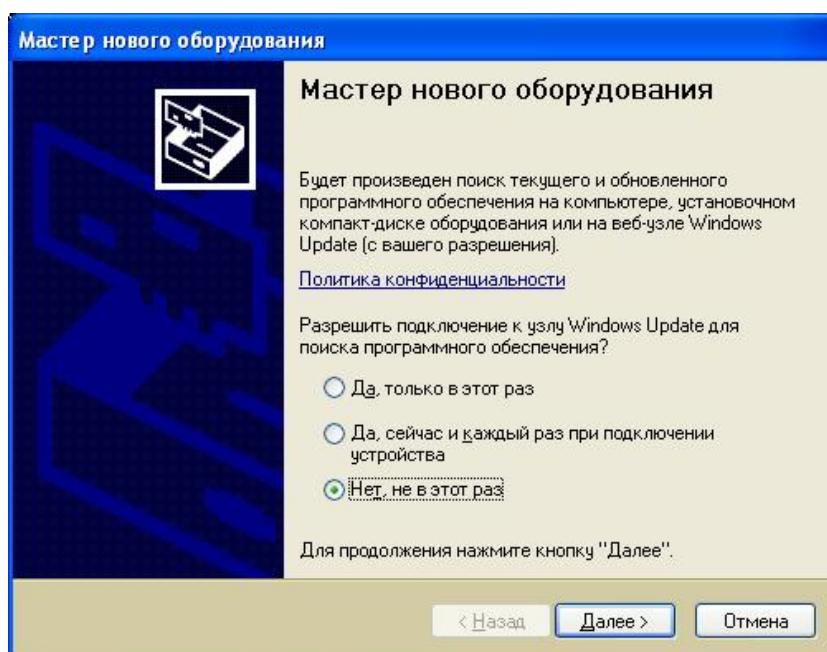 Мастер нового оборудования
Мастер нового оборудования
Будет произведен поиск текущего и обновленного
программного обеспечения на компьютере, установочном
компакт-диске оборудования или на веб-узле Windows
Update (с вашего разрешения).
Политика конфиденциальности
Разрешить подключение к узлу Windows Update для
поиска программного обеспечения?
Да, только в этот раз
Да, сейчас и каждый раз при подключении
устройства
Нет, не в этот раз
Для продолжения нажмите кнопку "Далее".
< Назад
Далее >
Отмена